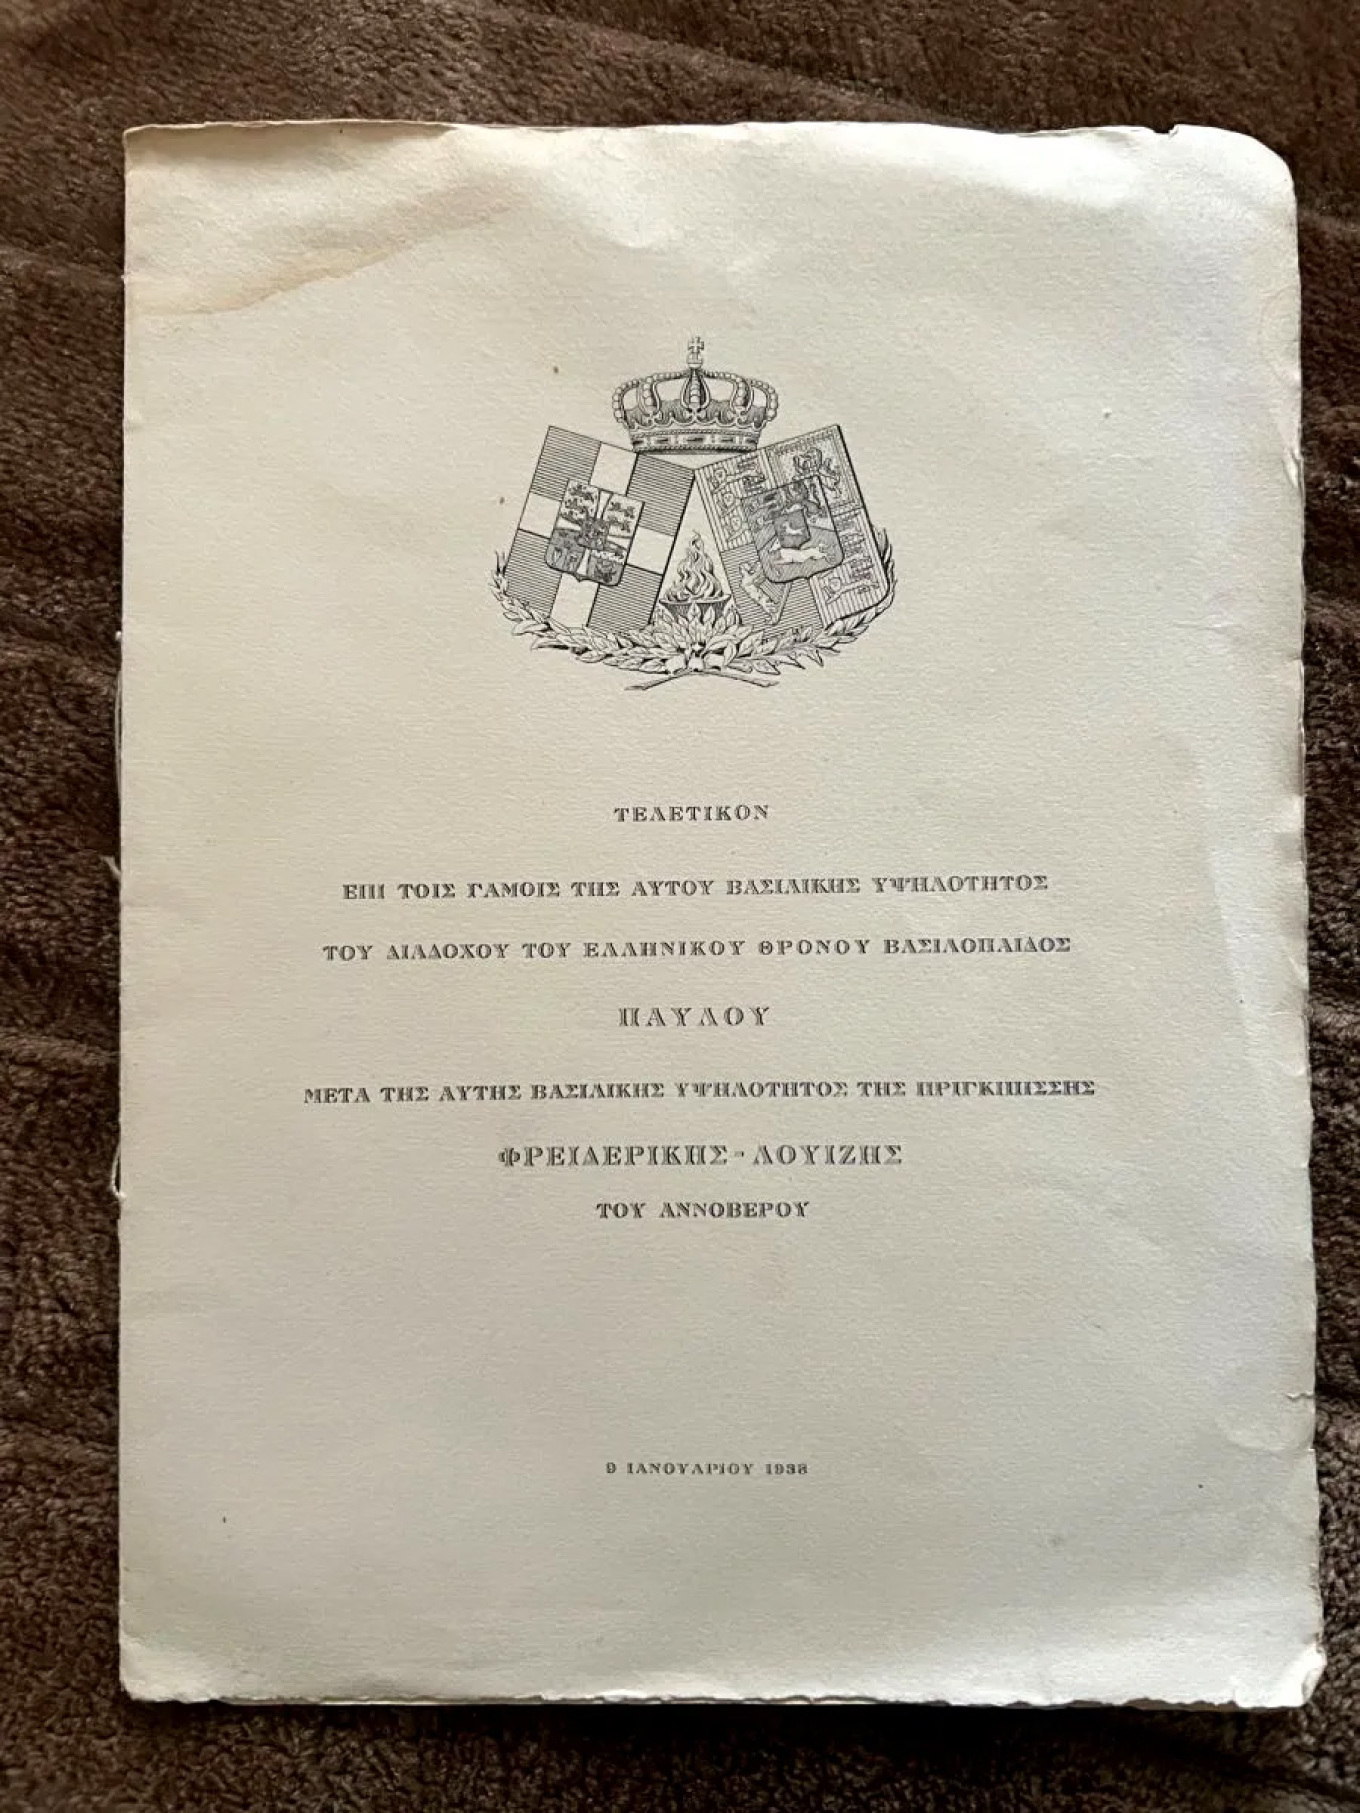 ΤΕΛΕΤΙΚΟΝ
ΕΠΙ ΤΟΙΣ ΓΑΜΟΙΣ ΤΗΣ ΑΥΤΟΥ ΒΑΣΙΛΙΚΗΣ ΥΨΗΛΟΤΗΤΟΣ
ΤΟΥ ΔΙΑΔΟΧΟΥ ΤΟΥ ΕΛΛΗΝΙΚΟΥ ΘΡΟΝΟΥ ΒΑΣΙΛΟΠΑΙΔΟΣ
ΠΑΥΛΟΥ
ΜΕΤΑ ΤΗΣ ΑΥΤΗΣ ΒΑΣΙΛΙΚΗΣ ΥΨΗΛΟΤΗΤΟΣ ΤΗΣ ΠΡΙΓΚΙΠΙΣΣΗΣ
ΦΡΕΙΔΕΡΙΚΗΣ - ΛΟΥΙΖΗΣ
ΤΟΥ ΑΝΝΟΒΕΡΟΥ
9 ΙΑΝΟΥΑΡΙΟΥ 1938